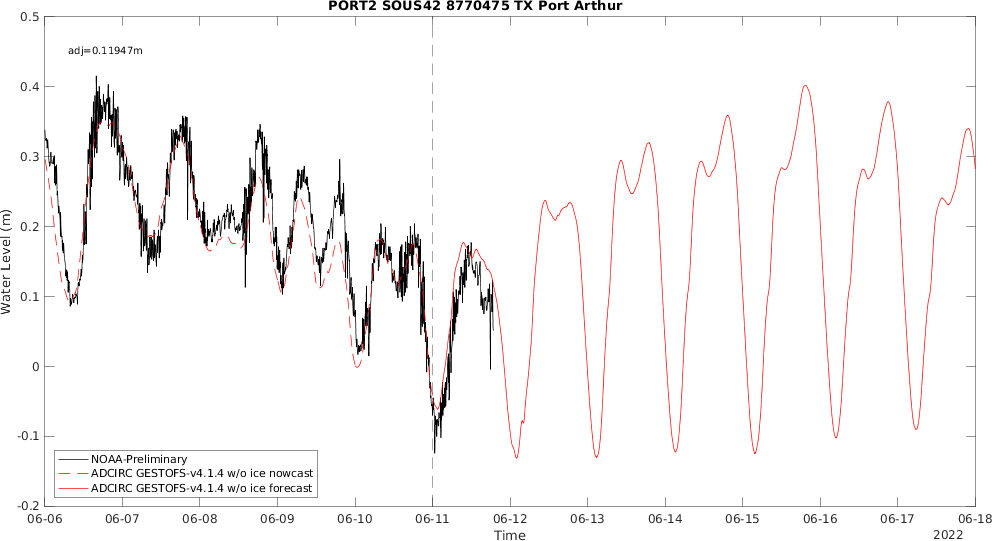 PORT2 SOUS42 8770475 TX Port Arthur
adj=0.11947m
0.5
0.4
0.3
0.2
0.1
0
-0.1
-0.2
Water Level (m)
NOAA-Preliminary
ADCIRC GESTOFS-v4.1.4 w/o ice nowcast
ADCIRC GESTOFS-v4.1.4 w/o ice forecast
06-06 06-07 06-08 06-09 06-10 06-11 06-12 06-13 06-14 06-15 06-16 06-17 06-18
Time
2022